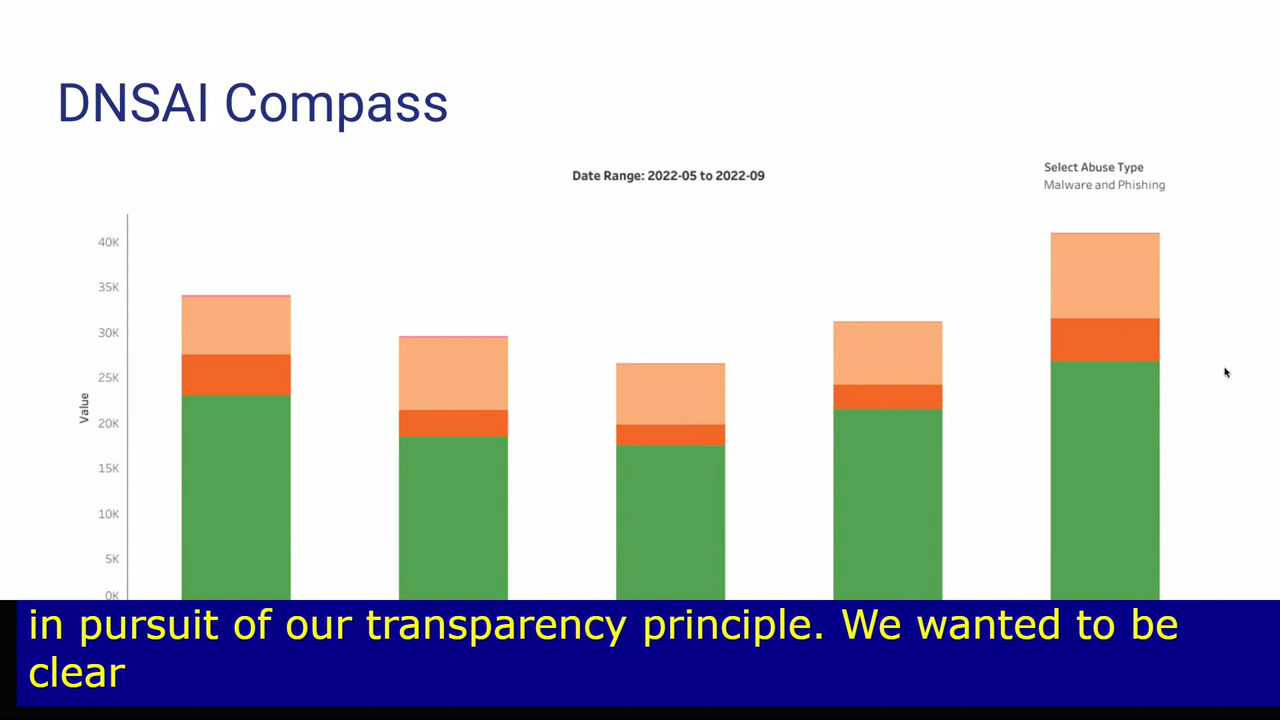 DNSAI Compass
Date Range: 2022-05 to 2022-09
Select Abuse Type
Malware and Phishing
40K
35K
30K
25K
20K
15K
10K
5K
0K
Value
in pursuit of our transparency principle. We wanted to be
clear